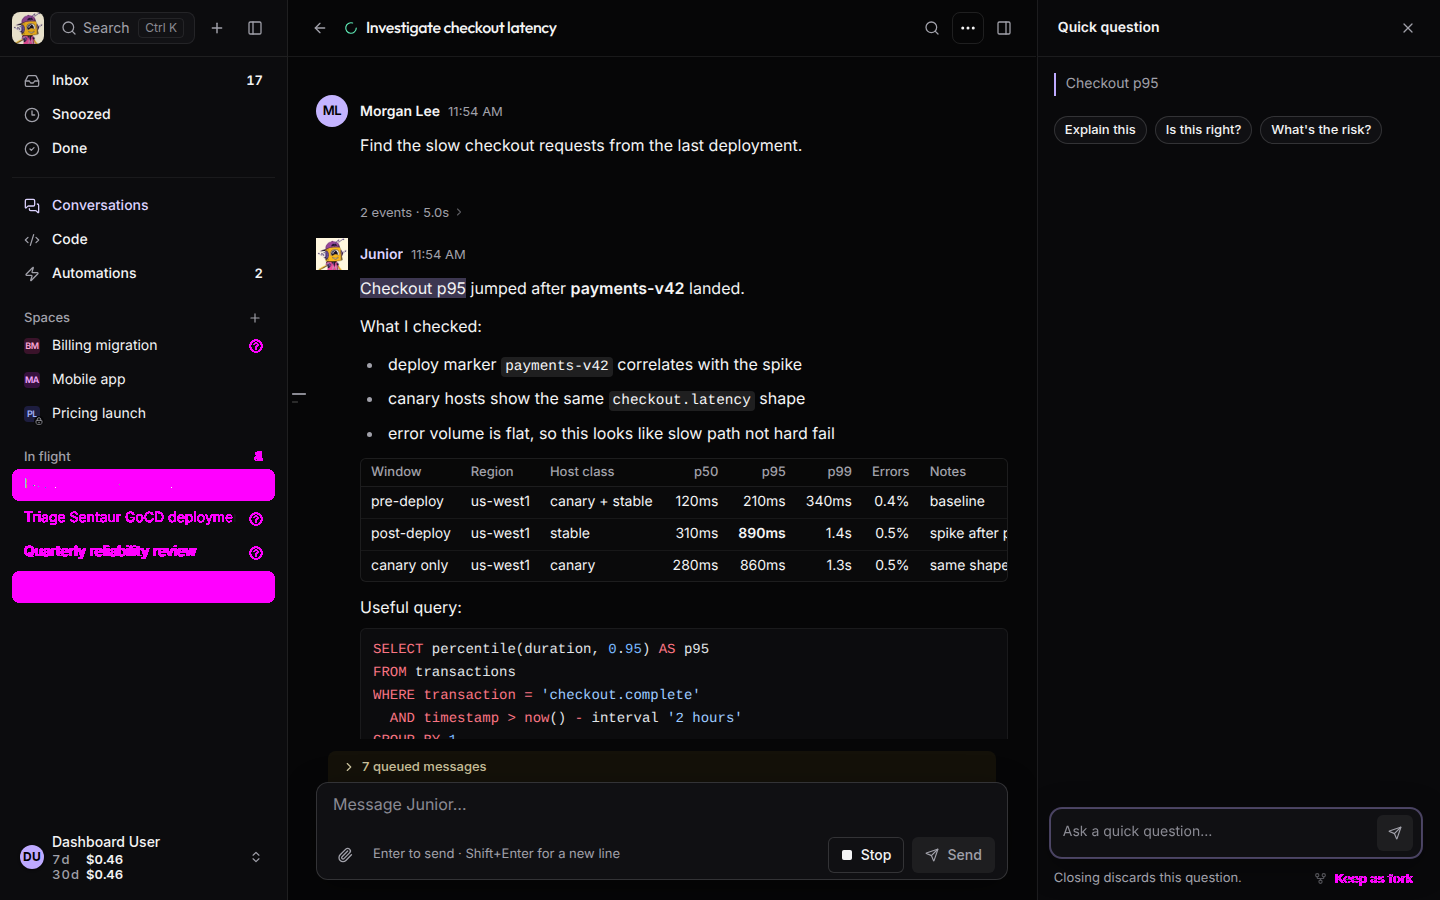 Search Ctrl K
Inbox 17
Snoozed
Done
Conversations
Code
Automations 2
Spaces
BM Billing migration
MA Mobile app
PL Pricing launch
In flight
Triage Sentaur GoCD deployme
Quarterly reliability review
DU Dashboard User
7d $0.46
30d $0.46
Investigate checkout latency
ML Morgan Lee 11:54 AM
Find the slow checkout requests from the last deployment.
2 events · 5.0s
Junior 11:54 AM
Checkout p95 jumped after payments-v42 landed.
What I checked:
deploy marker payments-v42 correlates with the spike
canary hosts show the same checkout.latency shape
error volume is flat, so this looks like slow path not hard fail
Window Region Host class p50 p95 p99 Errors Notes
pre-deploy us-west1 canary + stable 120ms 210ms 340ms 0.4% baseline
post-deploy us-west1 stable 310ms 890ms 1.4s 0.5% spike after p
canary only us-west1 canary 280ms 860ms 1.3s 0.5% same shape
Useful query:
SELECT percentile(duration, 0.95) AS p95
FROM transactions
WHERE transaction = 'checkout.complete'
AND timestamp > now() - interval '2 hours'
GROUP BY 1
7 queued messages
Message Junior...
Enter to send · Shift+Enter for a new line
Stop
Send
Quick question
Checkout p95
Explain this
Is this right?
What's the risk?
Ask a quick question...
Closing discards this question.
Keep as fork